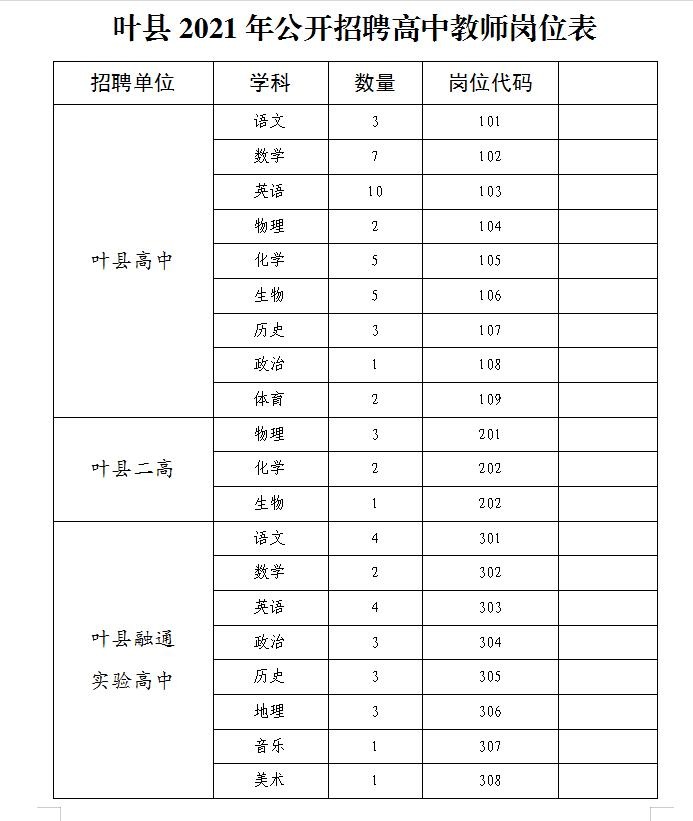 叶县 2021 年公开招聘高中教师岗位表
招聘单位 学科 数量 岗位代码
叶县高中
语文 3 101
数学 7 102
英语 10 103
物理 2 104
化学 5 105
生物 5 106
历史 3 107
政治 1 108
体育 2 109
叶县二高
物理 3 201
化学 2 202
生物 1 202
叶县融通
实验高中
语文 4 301
数学 2 302
英语 4 303
政治 3 304
历史 3 305
地理 3 306
音乐 1 307
美术 1 308